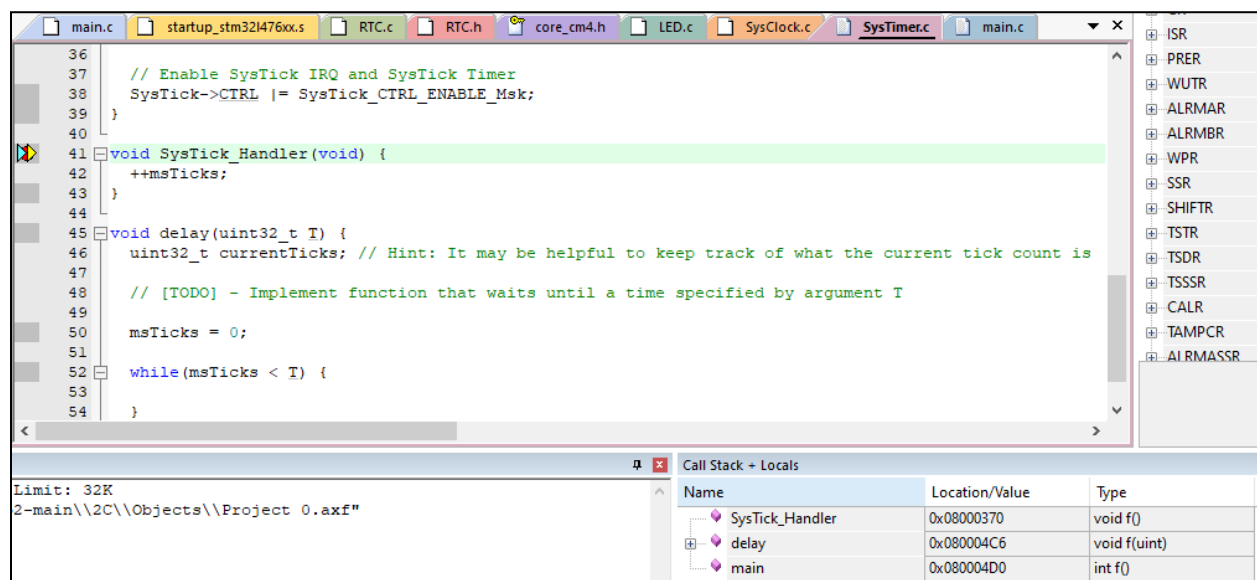 main.c startup_stm32l476xx.s RTC.c RTC.h core_cm4.h LED.c SysClock.c SysTimer.c main.c
36
37 // Enable SysTick IRQ and SysTick Timer
38 SysTick->CTRL |= SysTick_CTRL_ENABLE_Msk;
39 }
40
41 void SysTick_Handler(void) {
42 ++msTicks;
43 }
44
45 void delay(uint32_t T) {
46 uint32_t currentTicks; // Hint: It may be helpful to keep track of what the current tick count is
47
48 // [TODO] - Implement function that waits until a time specified by argument T
49
50 msTicks = 0;
51
52 while(msTicks < T) {
53
54 }
ISR
PRER
WUTR
ALRMAR
ALRMBR
WPR
SSR
SHIFTR
TSTR
TSDR
TSSSR
CALR
TAMPCR
ALRMASSR
Limit: 32K
2-main\\2C\\Objects\\Project 0.axf"
Call Stack + Locals
Name Location/Value Type
SysTick_Handler 0x08000370 void f()
delay 0x080004C6 void f(uint)
main 0x080004D0 int f()